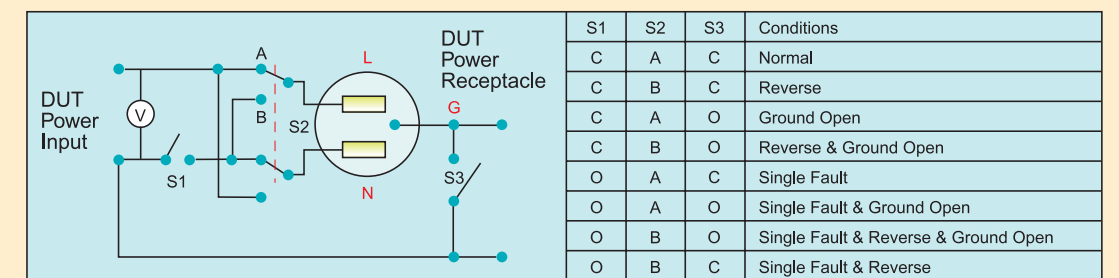 DUT
Power
Input
V
S1
A
B
S2
L
N
DUT
Power
Receptacle
G
S3
S1 S2 S3 Conditions
C A C Normal
C B C Reverse
C A O Ground Open
C B O Reverse & Ground Open
O A C Single Fault
O A O Single Fault & Ground Open
O B O Single Fault & Reverse & Ground Open
O B C Single Fault & Reverse